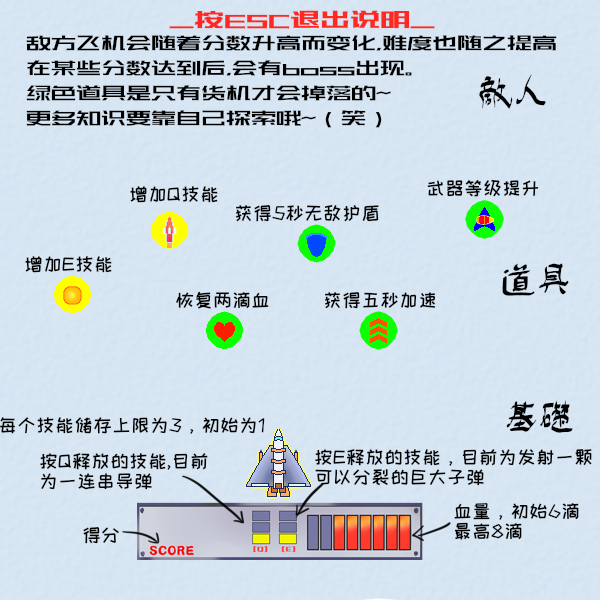 _按ESC退出说明_
敌方飞机会随着分数升高而变化,难度也随之提高
在某些分数达到后,会有boss出现。
绿色道具是只有货机才会掉落的~
更多知识要靠自己探索哦~（笑）
敵人
增加Q技能
获得5秒无敌护盾
武器等级提升
增加E技能
恢复两滴血
获得五秒加速
道具
基礎
每个技能储存上限为3，初始为1
按Q释放的技能,目前
为一连串导弹
按E释放的技能，目前为发射一颗
可以分裂的巨大子弹
得分
SCORE
[Q]
[E]
血量，初始6滴
最高8滴